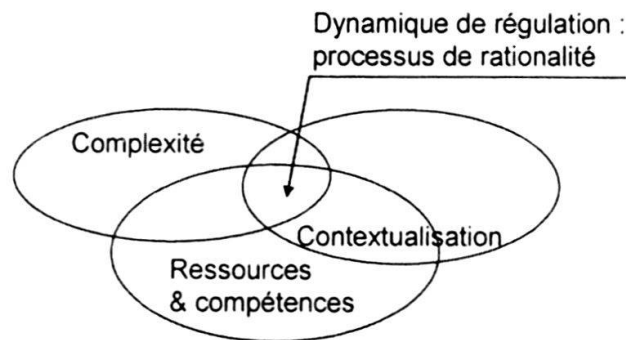 Dynamique de régulation :
processus de rationalité
Complexité
Contextualisation
Ressources
& compétences